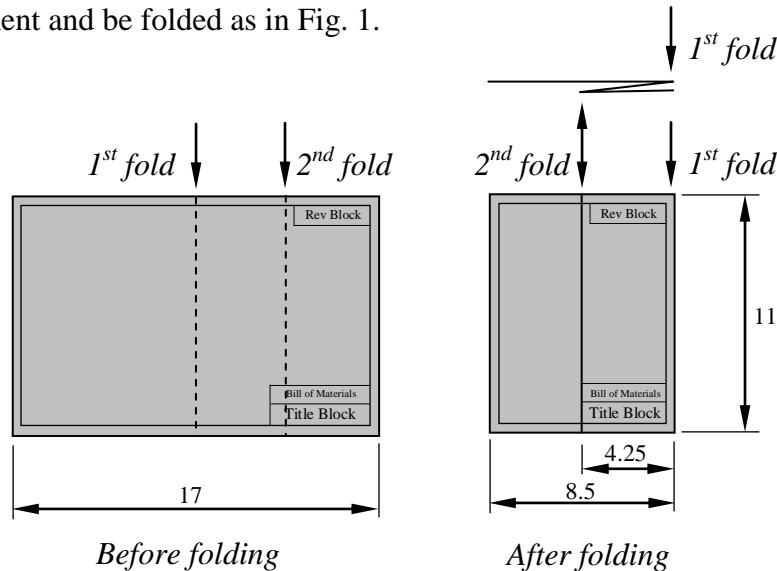 nent and be folded as in Fig. 1.
1st fold
1st fold 2nd fold
2nd fold 1st fold
Rev Block
Rev Block
11
Bill of Materials
Title Block
Bill of Materials
Title Block
4.25
17
8.5
Before folding
After folding